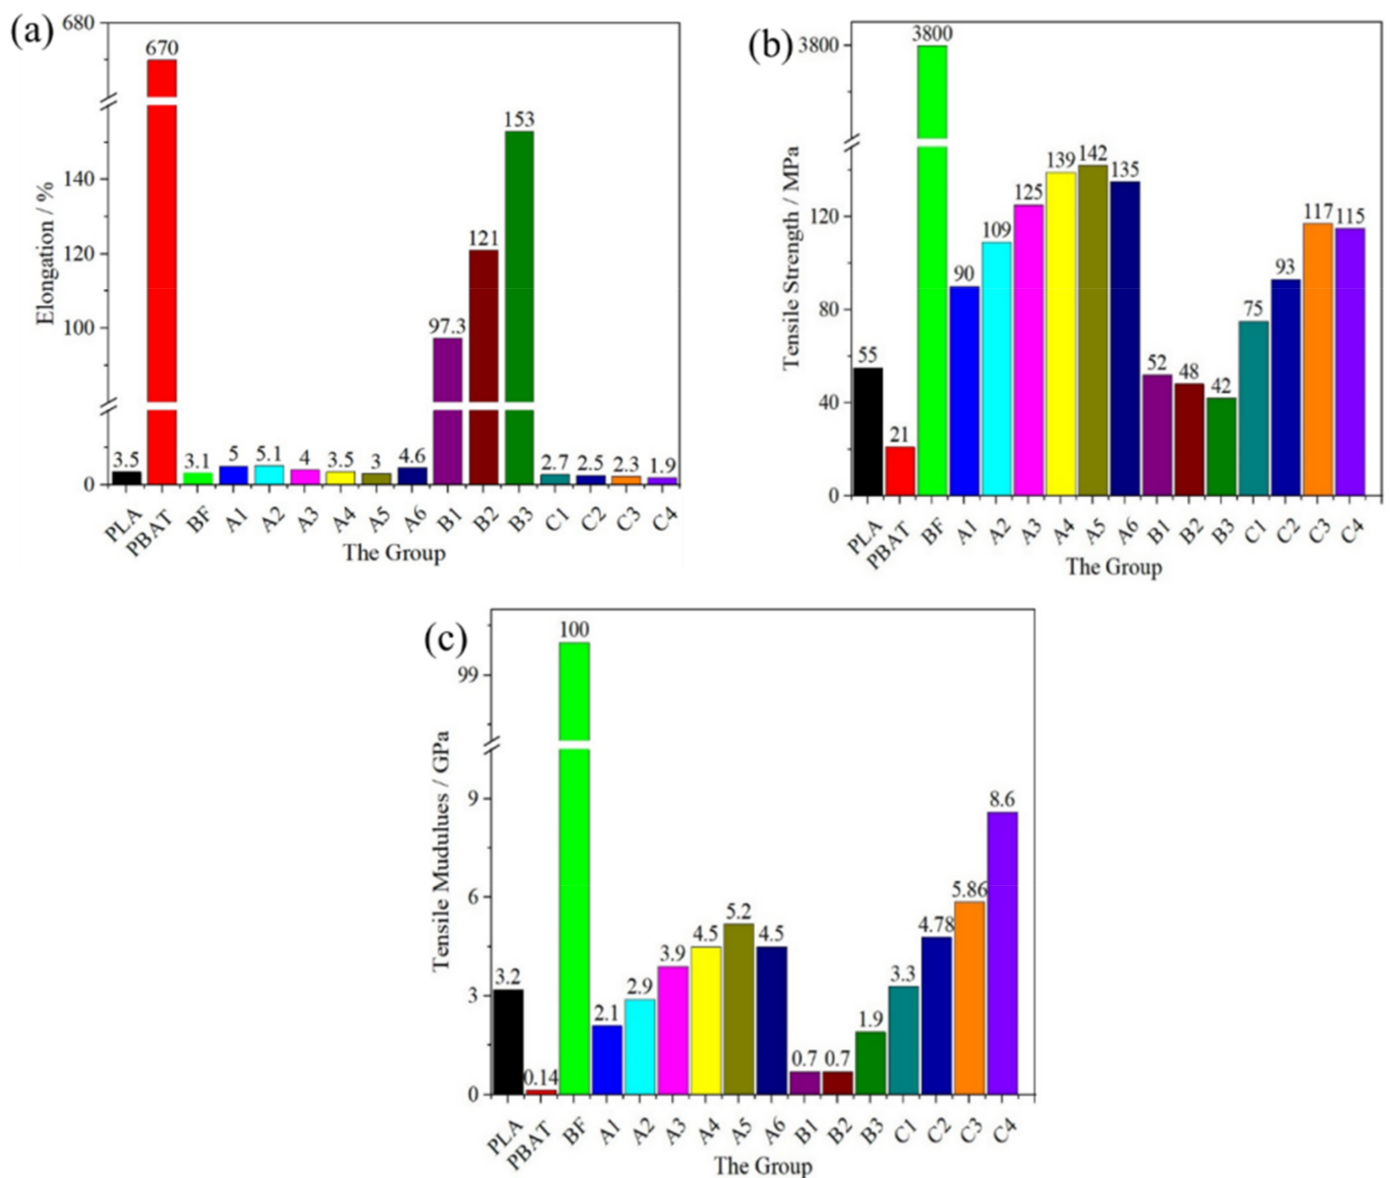 (a)
680
670
153
140
121
120
Elongation / %
97.3
100
3.5 3.1 5 5.1 4 3.5 3 4.6 2.7 2.5 2.3 1.9
0
PLA PBAT BF A1 A2 A3 A4 A5 A6 B1 B2 B3 C1 C2 C3 C4
The Group
(b)
3800
3800
Tensile Strength / MPa
139 142 135
125
120
117 115
109
90
93
80
75
55
52 48 42
40
21
0
PLA PBAT BF A1 A2 A3 A4 A5 A6 B1 B2 B3 C1 C2 C3 C4
The Group
(c)
100
99
Tensile Mudulues / GPa
9
8.6
6
5.86
5.2
4.78
4.5 4.5
3.9
3.2
3.3
3
2.9
2.1
1.9
0.7 0.7
0.14
0
PLA PBAT BF A1 A2 A3 A4 A5 A6 B1 B2 B3 C1 C2 C3 C4
The Group